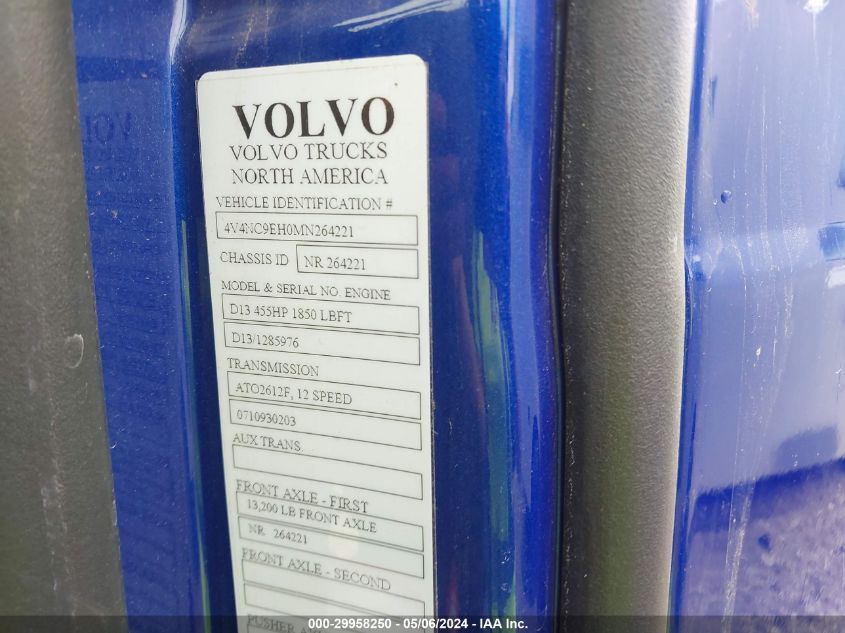 VOLVO
VOLVO TRUCKS
NORTH AMERICA
VEHICLE IDENTIFICATION #
4V4NC9EH0MN264221
CHASSIS ID NR 264221
MODEL & SERIAL NO. ENGINE
D13 455HP 1850 LBFT
D13/1285976
TRANSMISSION
ATO2612F, 12 SPEED
0710930203
AUX TRANS.
FRONT AXLE - FIRST
13,200 LB FRONT AXLE
NR 264221
FRONT AXLE - SECOND
PUSHER
000-29958250 - 05/06/2024 - IAA Inc.